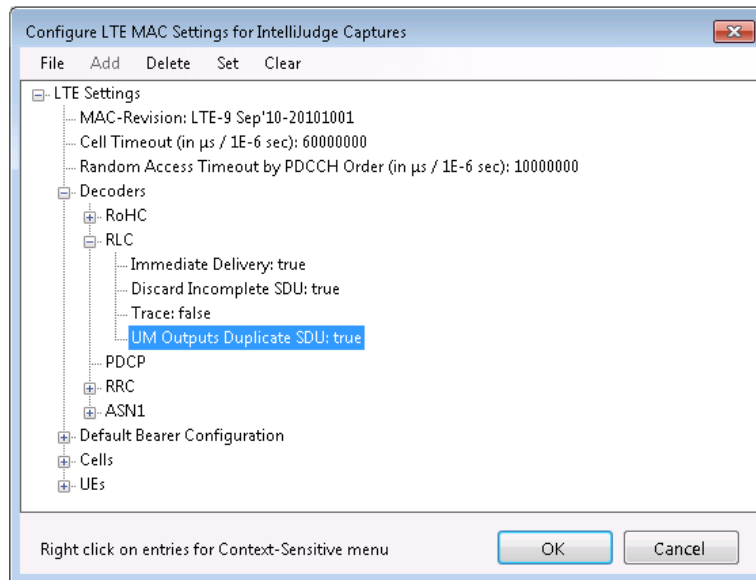 Configure LTE MAC Settings for IntelliJudge Captures
File Add Delete Set Clear
LTE Settings
MAC-Revision: LTE-9 Sep'10-20101001
Cell Timeout (in µs / 1E-6 sec): 60000000
Random Access Timeout by PDCCH Order (in µs / 1E-6 sec): 10000000
Decoders
RoHC
RLC
Immediate Delivery: true
Discard Incomplete SDU: true
Trace: false
UM Outputs Duplicate SDU: true
PDCP
RRC
ASN1
Default Bearer Configuration
Cells
UEs
Right click on entries for Context-Sensitive menu OK Cancel